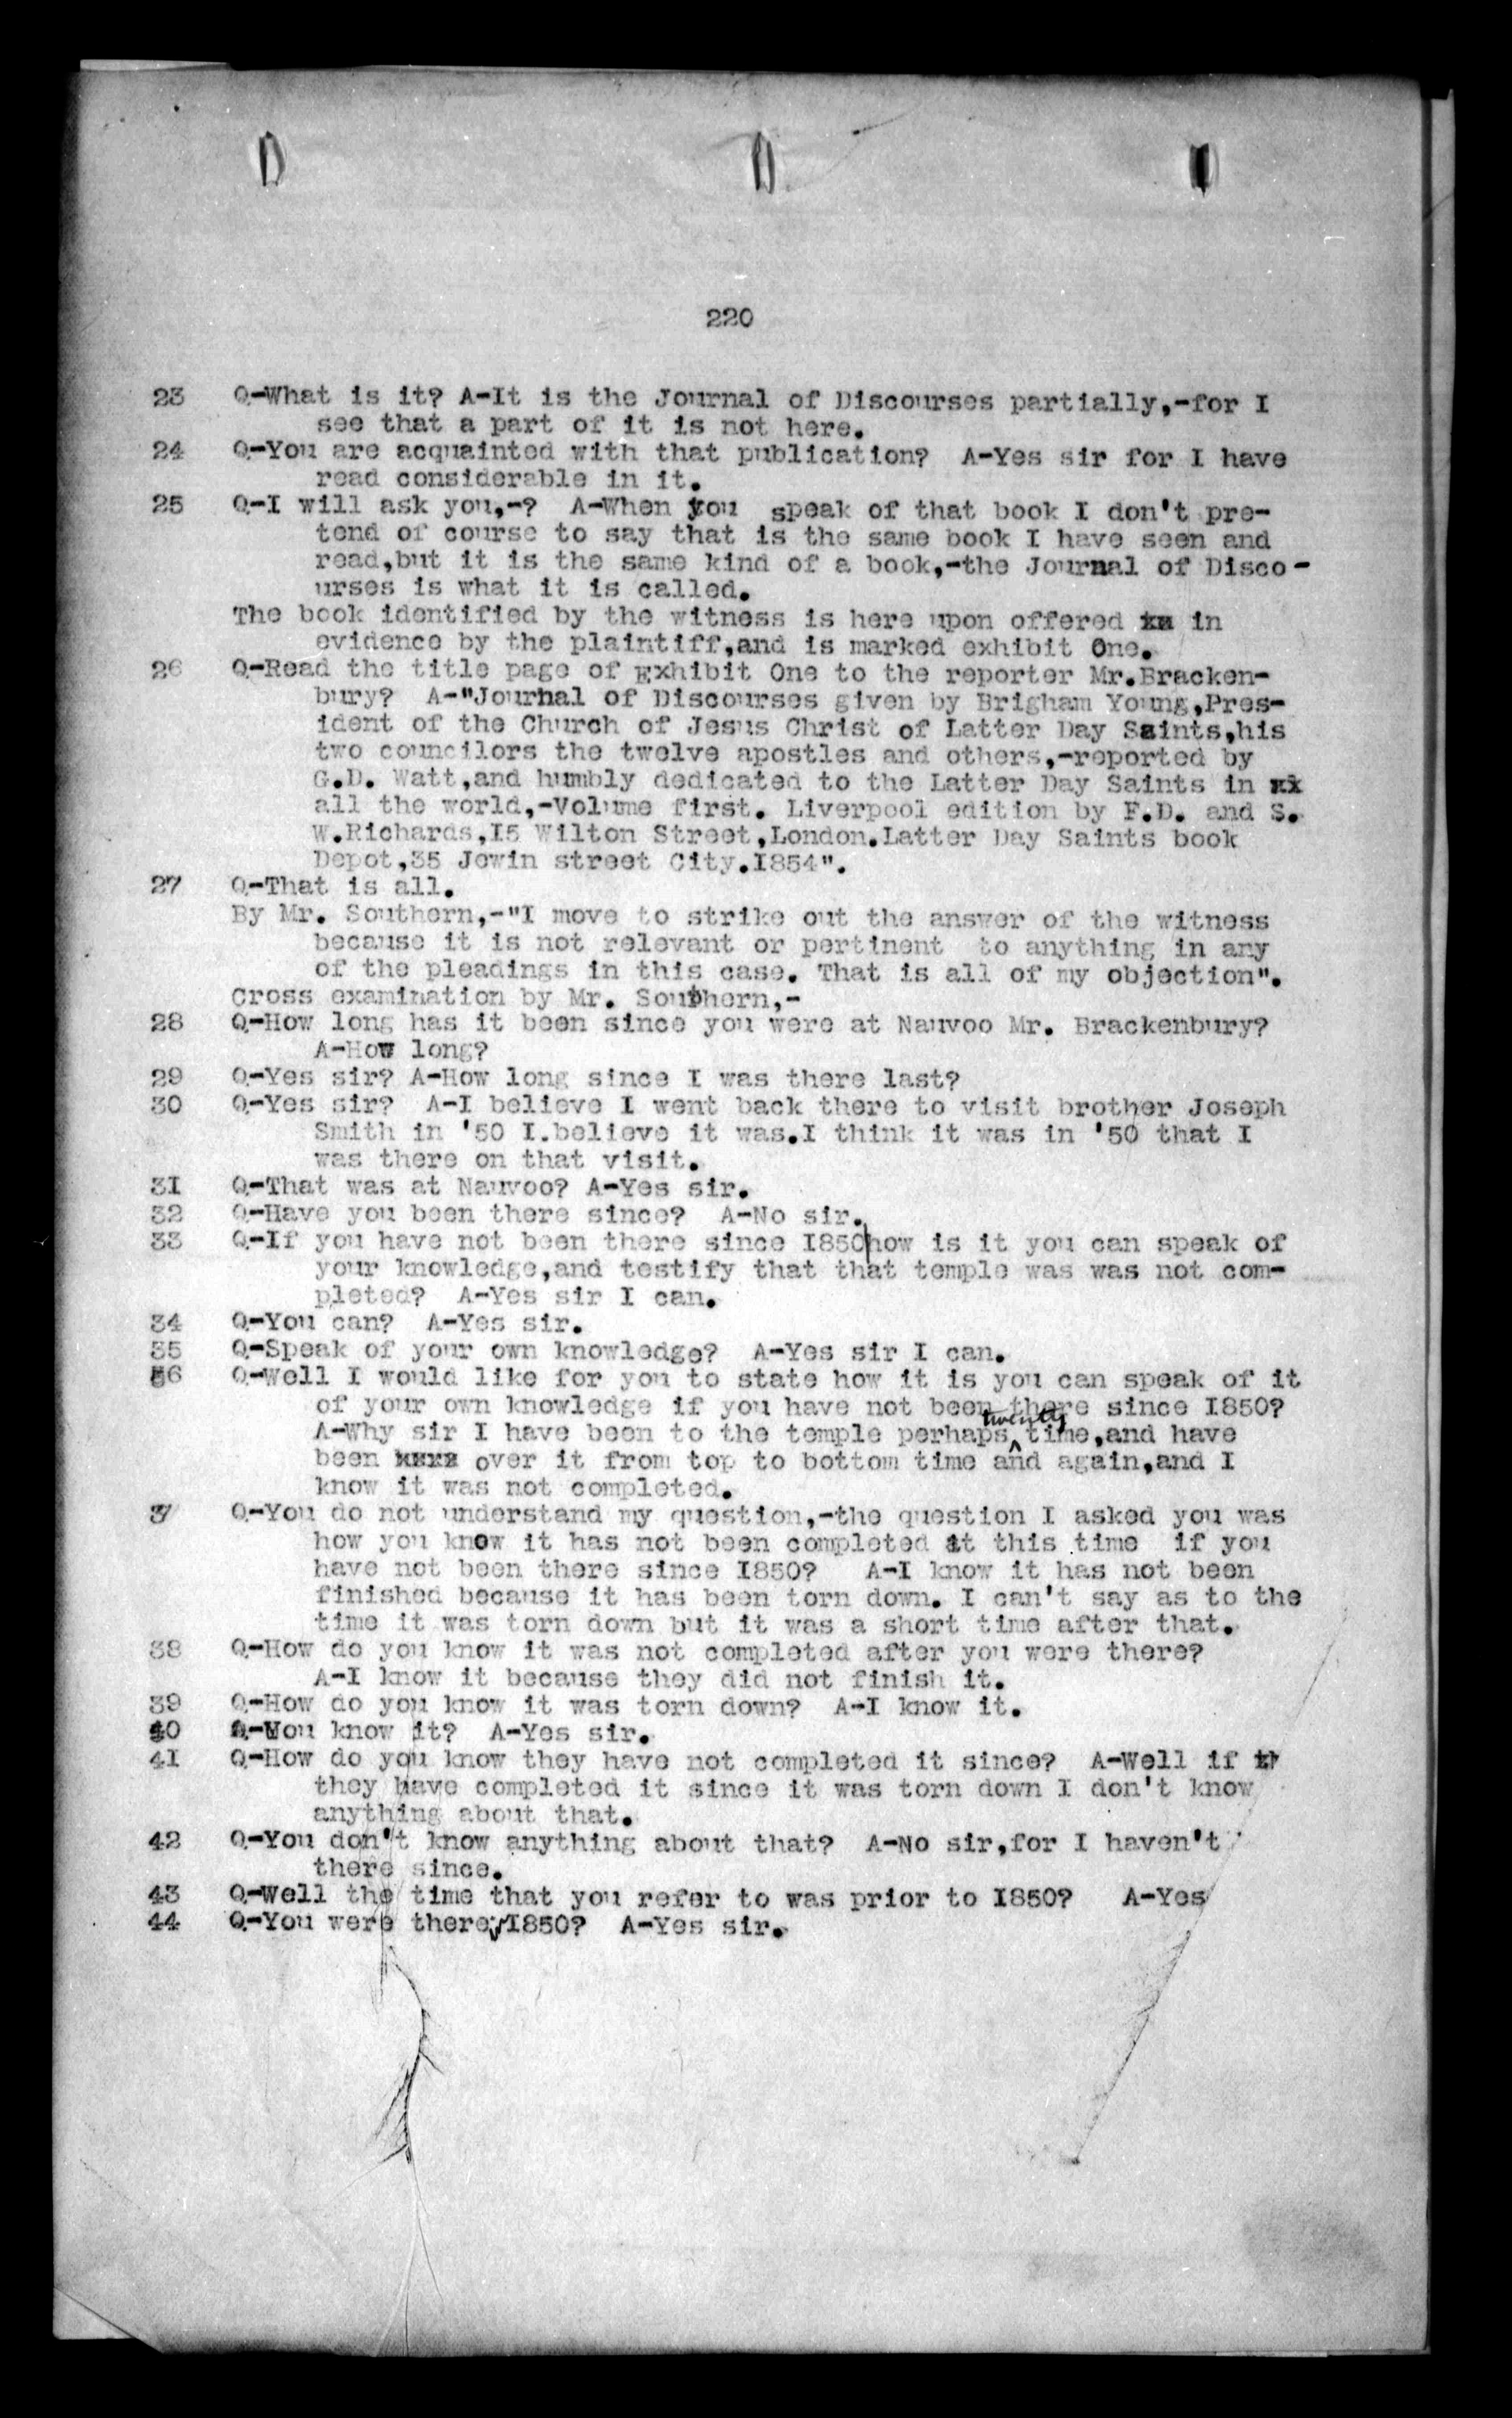 220
23 Q-What is it? A-It is the Journal of Discourses partially,-for I
see that a part of it is not here.
24 Q-You are acquainted with that publication? A-Yes sir for I have
read considerable in it.
25 Q-I will ask you,-? A-When you speak of that book I don't pre-
tend of course to say that is the same book I have seen and
read,but it is the same kind of a book,-the Journal of Disco-
urses is what it is called.
The book identified by the witness is here upon offered in
evidence by the plaintiff,and is marked exhibit One.
26 Q-Read the title page of Exhibit One to the reporter Mr.Bracken-
bury? A-"Journal of Discourses given by Brigham Young,Pres-
ident of the Church of Jesus Christ of Latter Day Saints,his
two councilors the twelve apostles and others,-reported by
G.D. Watt,and humbly dedicated to the Latter Day Saints in
all the world,-Volume first. Liverpool edition by F.D. and S.
W.Richards,I5 Wilton Street,London.Latter Day Saints book
Depot,35 Jewin street City.I854".
27 Q-That is all.
By Mr. Southern,-"I move to strike out the answer of the witness
because it is not relevant or pertinent to anything in any
of the pleadings in this case. That is all of my objection".
Cross examination by Mr. Southern,-
28 Q-How long has it been since you were at Nauvoo Mr. Brackenbury?
A-How long?
29 Q-Yes sir? A-How long since I was there last?
30 Q-Yes sir? A-I believe I went back there to visit brother Joseph
Smith in '50 I.believe it was.I think it was in '50 that I
was there on that visit.
3I Q-That was at Nauvoo? A-Yes sir.
32 Q-Have you been there since? A-No sir.
33 Q-If you have not been there since I850 how is it you can speak of
your knowledge,and testify that that temple was was not com-
pleted? A-Yes sir I can.
34 Q-You can? A-Yes sir.
35 Q-Speak of your own knowledge? A-Yes sir I can.
36 Q-Well I would like for you to state how it is you can speak of it
of your own knowledge if you have not been there since I850?
A-Why sir I have been to the temple perhaps twenty time,and have
been over it from top to bottom time and again,and I
know it was not completed.
37 Q-You do not understand my question,-the question I asked you was
how you know it has not been completed at this time if you
have not been there since I850? A-I know it has not been
finished because it has been torn down. I can't say as to the
time it was torn down but it was a short time after that.
38 Q-How do you know it was not completed after you were there?
A-I know it because they did not finish it.
39 Q-How do you know it was torn down? A-I know it.
40 Q-You know it? A-Yes sir.
4I Q-How do you know they have not completed it since? A-Well if th
they have completed it since it was torn down I don't know
anything about that.
42 Q-You don't know anything about that? A-No sir,for I haven't
there since.
43 Q-Well the time that you refer to was prior to I850? A-Yes
44 Q-You were there I850? A-Yes sir.